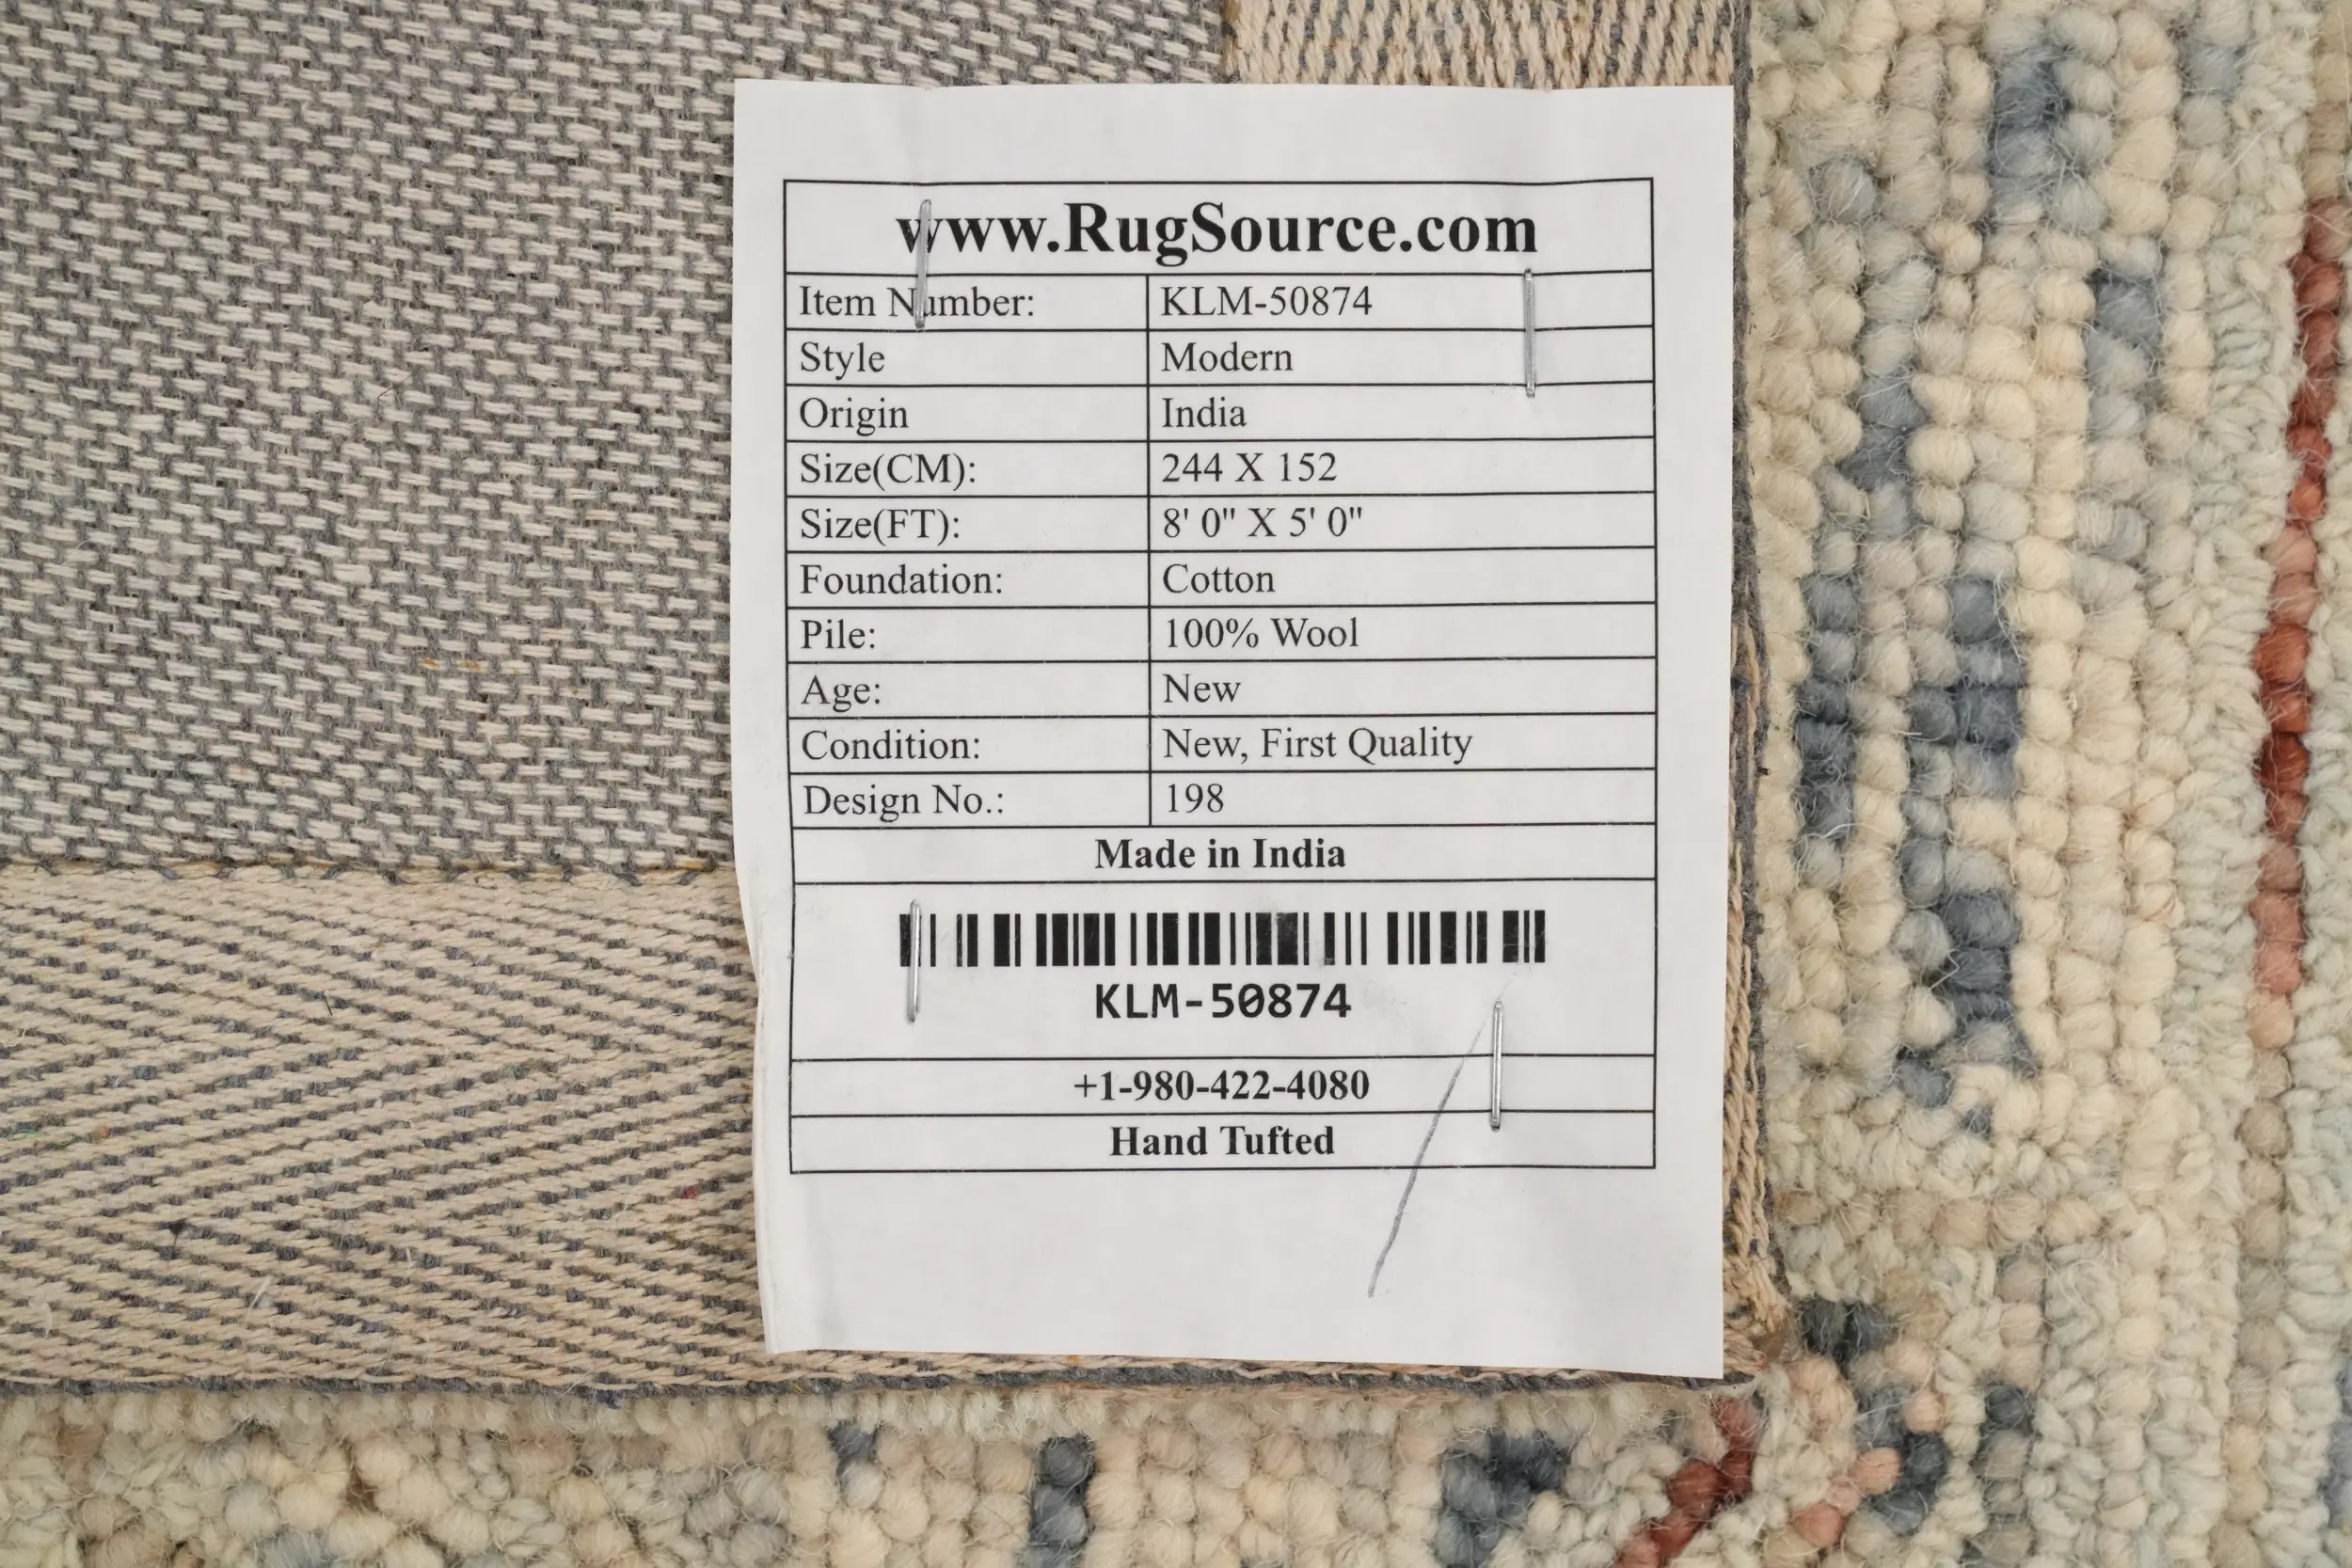 www.RugSource.com
Item Number: KLM-50874
Style Modern
Origin India
Size(CM): 244 X 152
Size(FT): 8' 0" X 5' 0"
Foundation: Cotton
Pile: 100% Wool
Age: New
Condition: New, First Quality
Design No.: 198
Made in India
KLM-50874
+1-980-422-4080
Hand Tufted